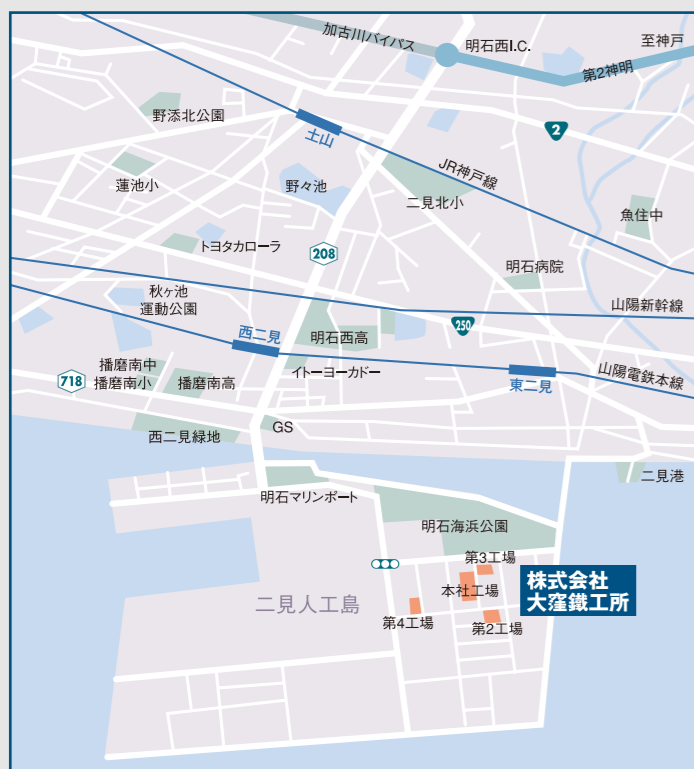 加古川バイパス
明石西I.C.
至神戸
第2神明
野添北公園
土山
2
JR神戸線
蓮池小
野々池
二見北小
魚住中
トヨタカローラ
208
明石病院
秋ヶ池
運動公園
山陽新幹線
西二見
明石西高
250
播磨南中
播磨南小
718
播磨南高
イトーヨーカドー
東二見
山陽電鉄本線
西二見緑地
GS
二見港
明石マリンポート
明石海浜公園
第3工場
本社工場
株式会社
大窪鐵工所
二見人工島
第4工場
第2工場